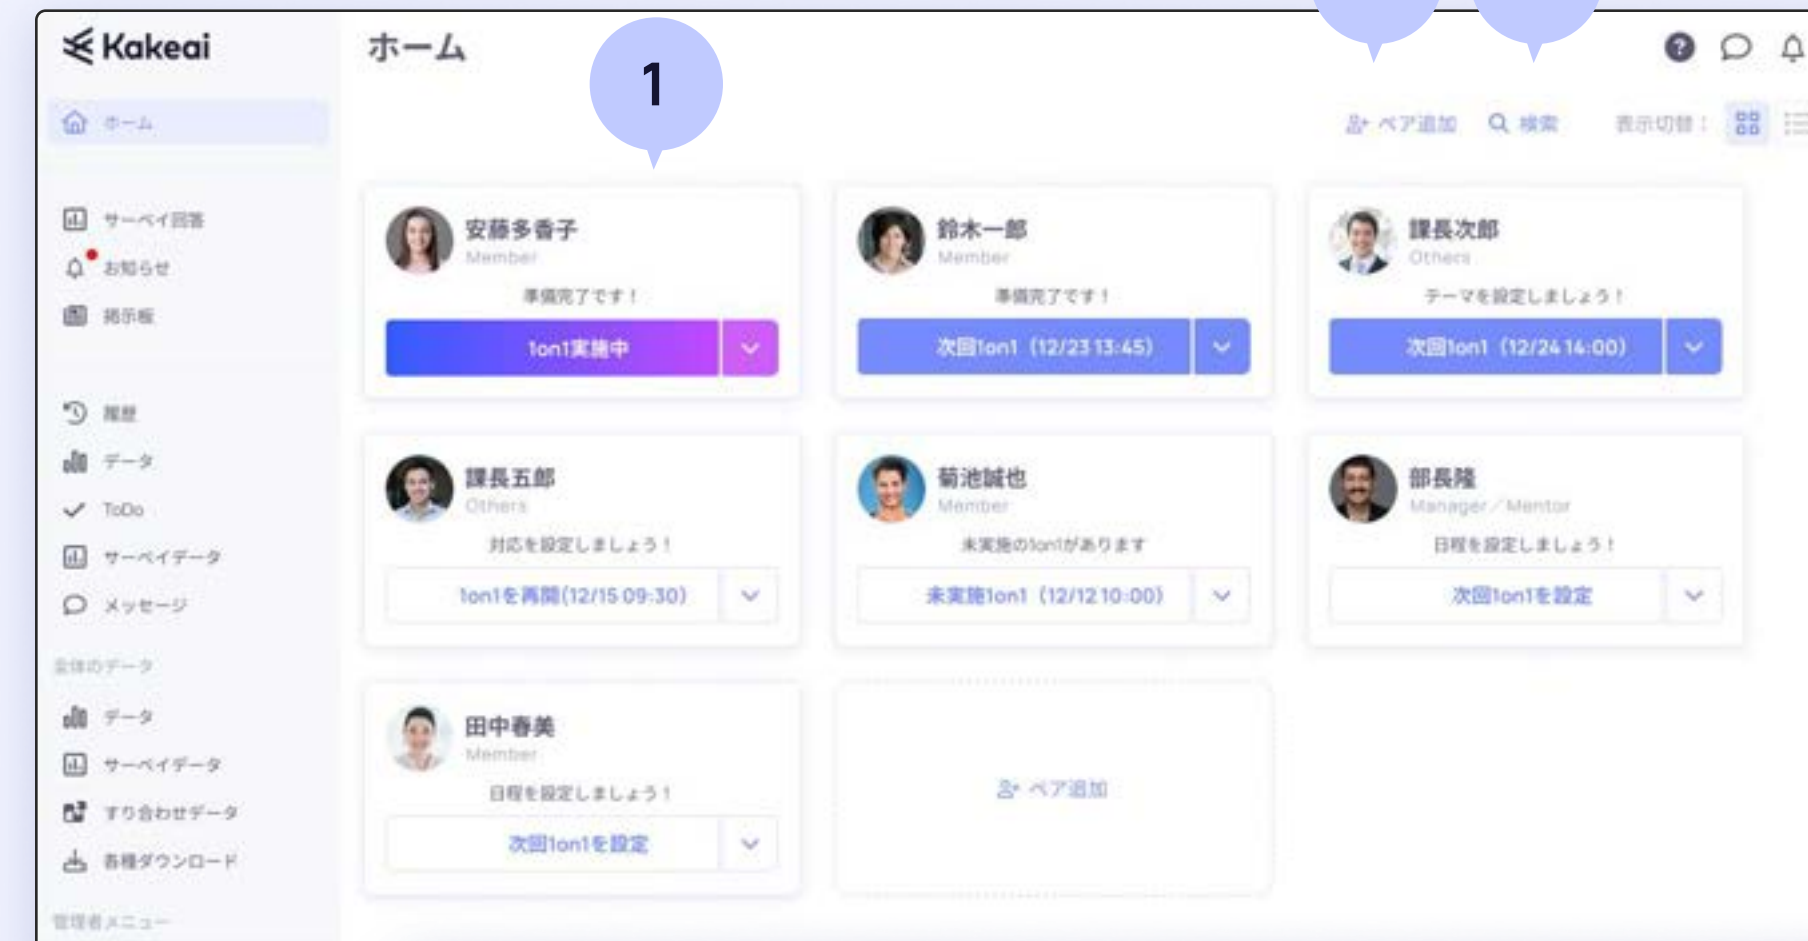 Kakeai
ホーム
1
ホーム
ペア追加
検索
表示切替：
サーベイ回答
お知らせ
掲示板
履歴
データ
ToDo
サーベイデータ
メッセージ
全体のデータ
データ
サーベイデータ
すり合わせデータ
各種ダウンロード
管理者メニュー
安藤多香子
Member
準備完了です！
1on1実施中
鈴木一郎
Member
準備完了です！
次回1on1（12/23 13:45）
課長次郎
Others
テーマを設定しましょう！
次回1on1（12/24 14:00）
課長五郎
Others
対応を設定しましょう！
1on1を再開(12/15 09:30)
菊池誠也
Member
未実施の1on1があります
未実施1on1（12/12 10:00）
部長隆
Manager／Mentor
日程を設定しましょう！
次回1on1を設定
田中春美
Member
日程を設定しましょう！
次回1on1を設定
ペア追加